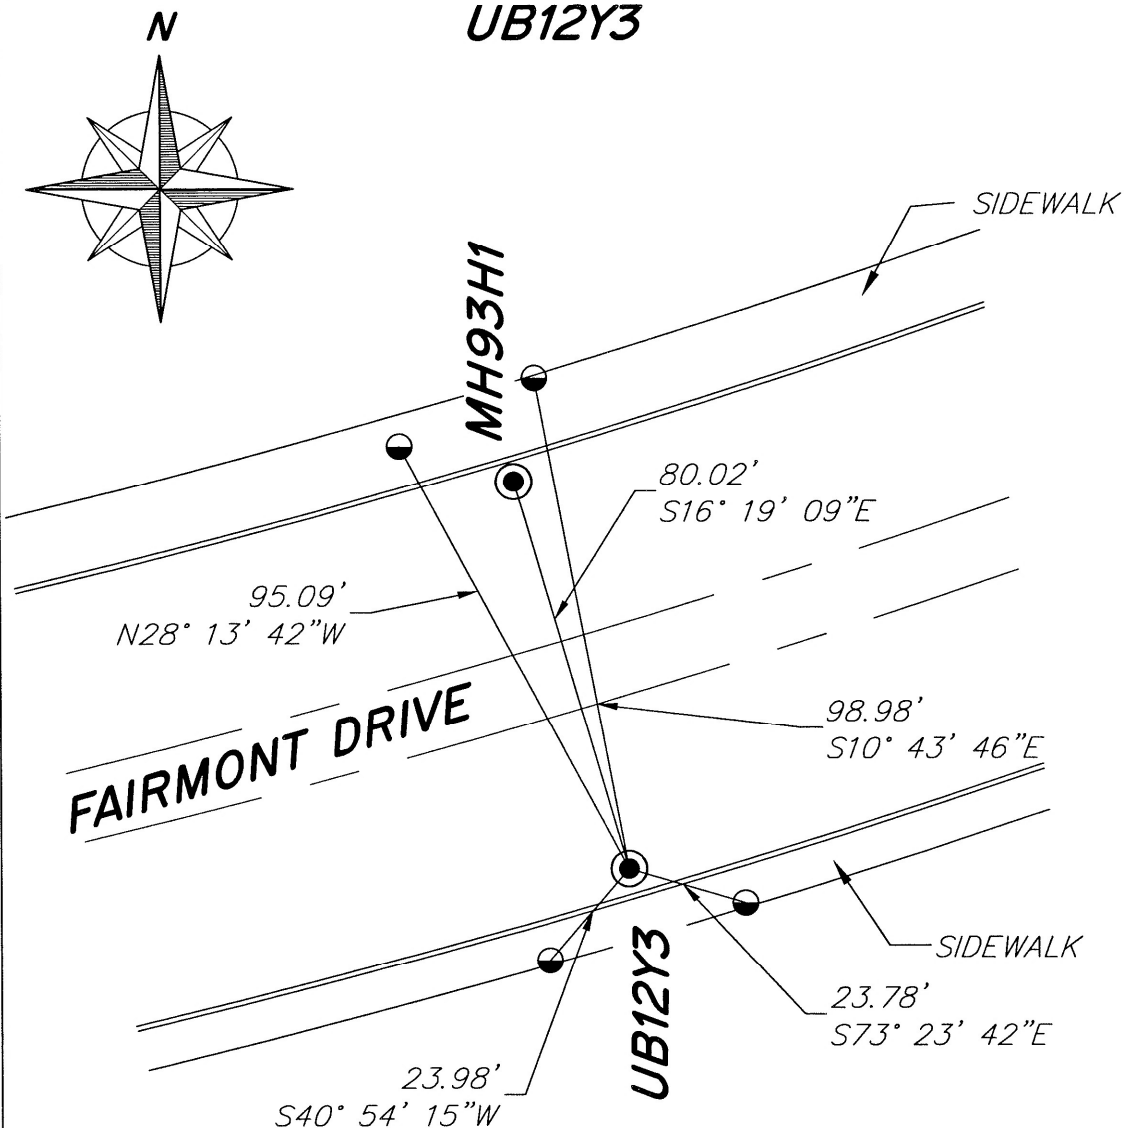 N
UB12Y3
SIDEWALK
MH93H1
80.02'
S16° 19' 09"E
95.09'
N28° 13' 42"W
FAIRMONT DRIVE
98.98'
S10° 43' 46"E
SIDEWALK
UB12Y3
23.78'
S73° 23' 42"E
23.98'
S40° 54' 15"W